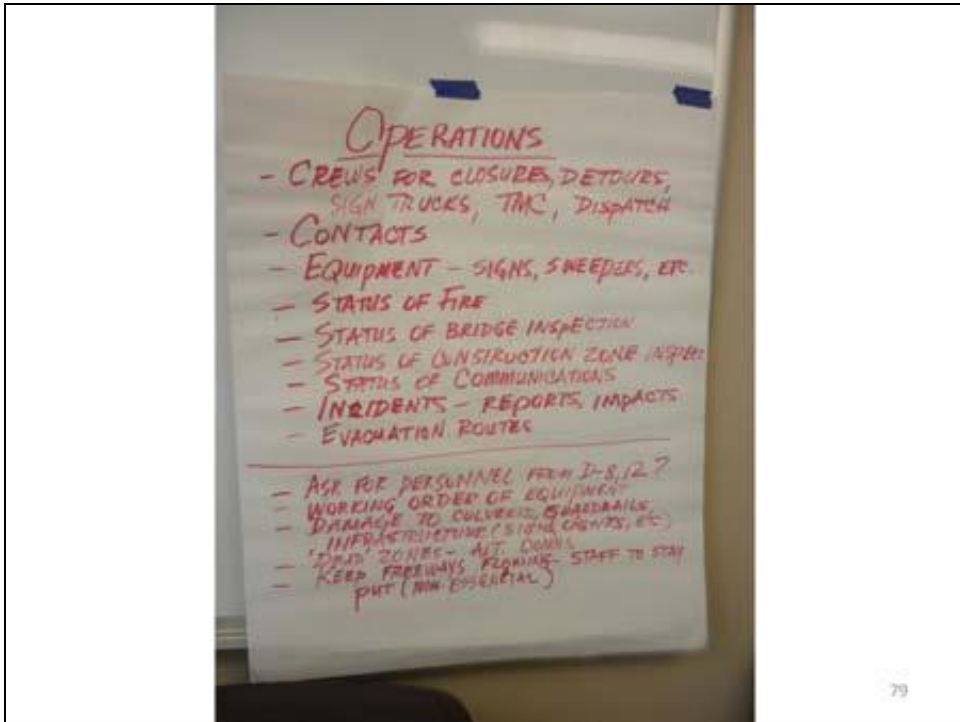 OPERATIONS
- CREWS FOR CLOSURES, DETOURS,
SIGN TRUCKS, TMC, DISPATCH
- CONTACTS
- EQUIPMENT - SIGNS, SWEEPERS, ETC.
- STATUS OF FIRE
- STATUS OF BRIDGE INSPECTION
- STATUS OF CONSTRUCTION ZONE INSPEC
- STATUS OF COMMUNICATIONS
- INCIDENTS - REPORTS, IMPACTS
- EVACUATION ROUTES
- ASK FOR PERSONNEL FROM D-8, 12?
- WORKING ORDER OF EQUIPMENT
- DAMAGE TO CULVERTS, GUARDRAILS,
INFRASTRUCTURE (SIGNS, LIGHTS, ETC)
- 'DEAD' ZONES - ALT. COMMS
- KEEP FREEWAYS FLOWING - STAFF TO STAY
PUT (NON-ESSENTIAL)
79